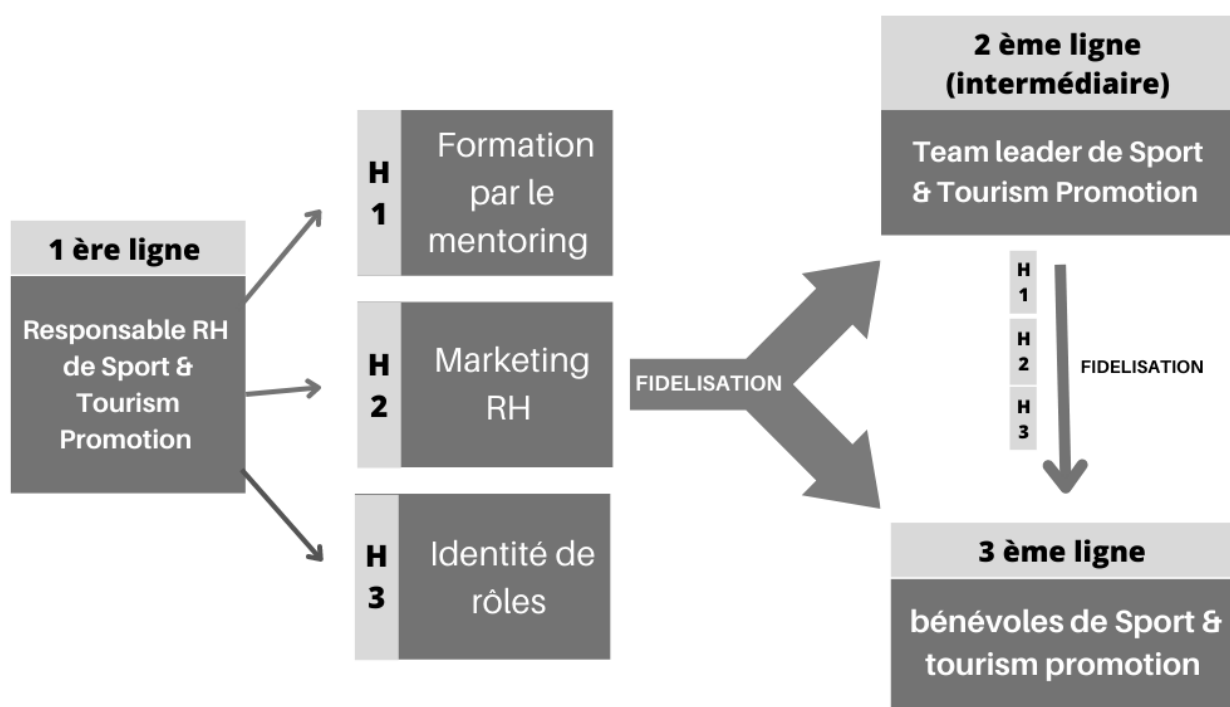 1 ère ligne
Responsable RH
de Sport &
Tourism
Promotion
H
1
Formation
par le
mentoring
H
2
Marketing
RH
H
3
Identité de
rôles
FIDELISATION
2 ème ligne
(intermédiaire)
Team leader de Sport
& Tourism Promotion
H
1
H
2
H
3
FIDELISATION
3 ème ligne
bénévoles de Sport &
tourism promotion